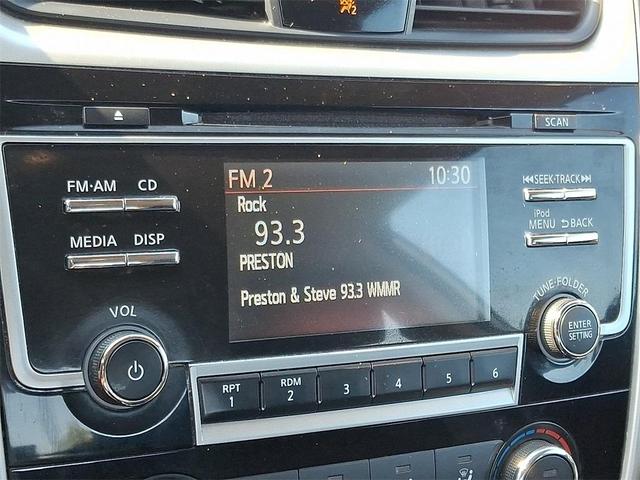 2
SCAN
FM·AM CD
MEDIA DISP
VOL
FM 2 10:30
Rock
93.3
PRESTON
Preston & Steve 93.3 WMMR
SEEK·TRACK
iPod
MENU BACK
TUNE·FOLDER
ENTER
SETTING
RPT RDM
1 2 3 4 5 6